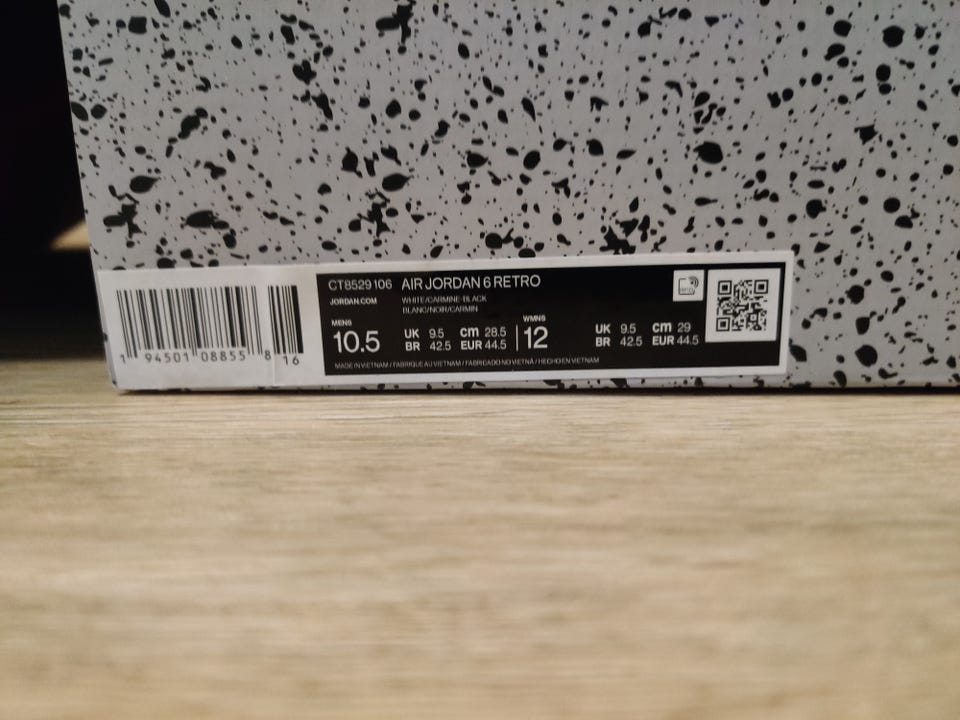 CT8529 106 AIR JORDAN 6 RETRO
JORDAN.COM
WHITE/CARMINE-BLACK
BLANC/NOIR/CARMIN
MENS
10.5
UK 9.5 cm 28.5
BR 42.5 EUR 44.5
WMNS
12
UK 9.5 cm 29
BR 42.5 EUR 44.5
MADE IN VIETNAM / FABRIQUE AU VIETNAM / FABRICADO NO VIETNÃ / HECHO EN VIETNAM
1 94501 08855 8 16